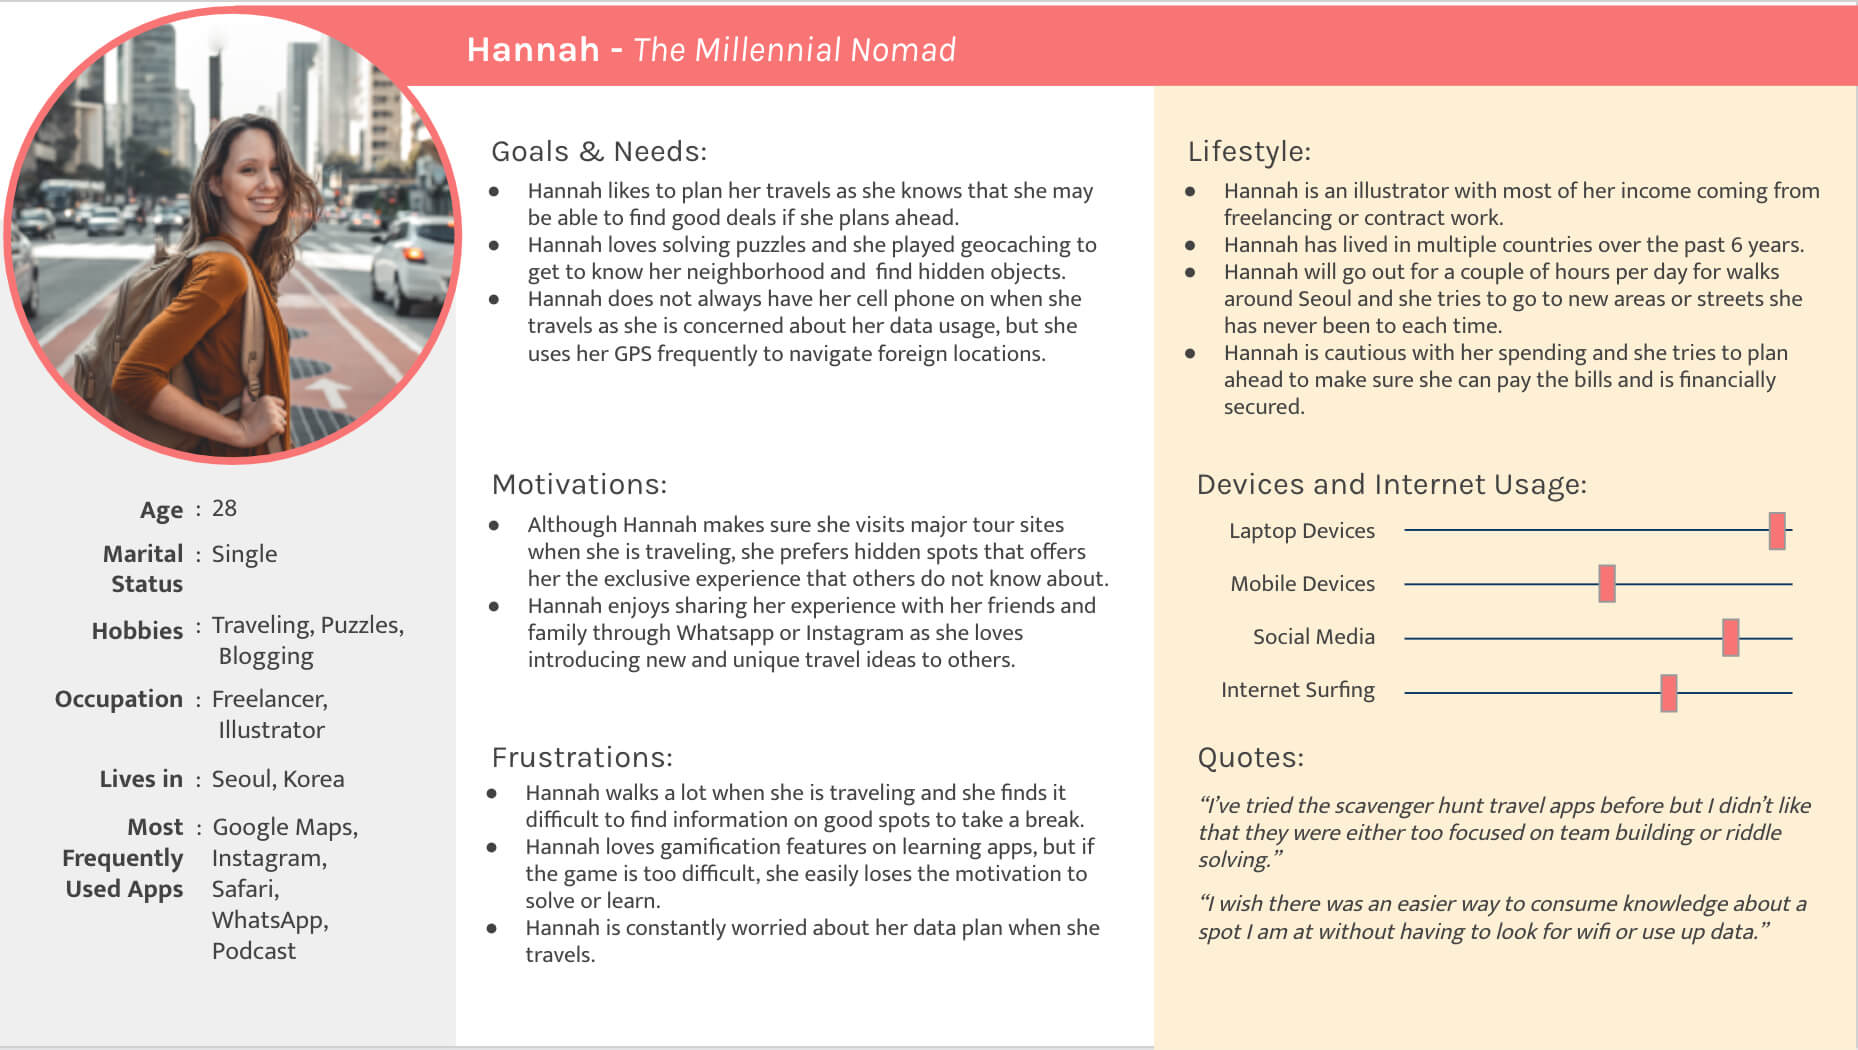 Hannah - The Millennial Nomad
Age : 28
Marital : Single
Status
Hobbies : Traveling, Puzzles,
Blogging
Occupation : Freelancer,
Illustrator
Lives in : Seoul, Korea
Most : Google Maps,
Frequently Instagram,
Used Apps Safari,
WhatsApp,
Podcast
Goals & Needs:
● Hannah likes to plan her travels as she knows that she may
be able to find good deals if she plans ahead.
● Hannah loves solving puzzles and she played geocaching to
get to know her neighborhood and find hidden objects.
● Hannah does not always have her cell phone on when she
travels as she is concerned about her data usage, but she
uses her GPS frequently to navigate foreign locations.
Motivations:
● Although Hannah makes sure she visits major tour sites
when she is traveling, she prefers hidden spots that offers
her the exclusive experience that others do not know about.
● Hannah enjoys sharing her experience with her friends and
family through Whatsapp or Instagram as she loves
introducing new and unique travel ideas to others.
Frustrations:
● Hannah walks a lot when she is traveling and she finds it
difficult to find information on good spots to take a break.
● Hannah loves gamification features on learning apps, but if
the game is too difficult, she easily loses the motivation to
solve or learn.
● Hannah is constantly worried about her data plan when she
travels.
Lifestyle:
● Hannah is an illustrator with most of her income coming from
freelancing or contract work.
● Hannah has lived in multiple countries over the past 6 years.
● Hannah will go out for a couple of hours per day for walks
around Seoul and she tries to go to new areas or streets she
has never been to each time.
● Hannah is cautious with her spending and she tries to plan
ahead to make sure she can pay the bills and is financially
secured.
Devices and Internet Usage:
Laptop Devices
Mobile Devices
Social Media
Internet Surfing
Quotes:
“I’ve tried the scavenger hunt travel apps before but I didn’t like
that they were either too focused on team building or riddle
solving.”
“I wish there was an easier way to consume knowledge about a
spot I am at without having to look for wifi or use up data.”